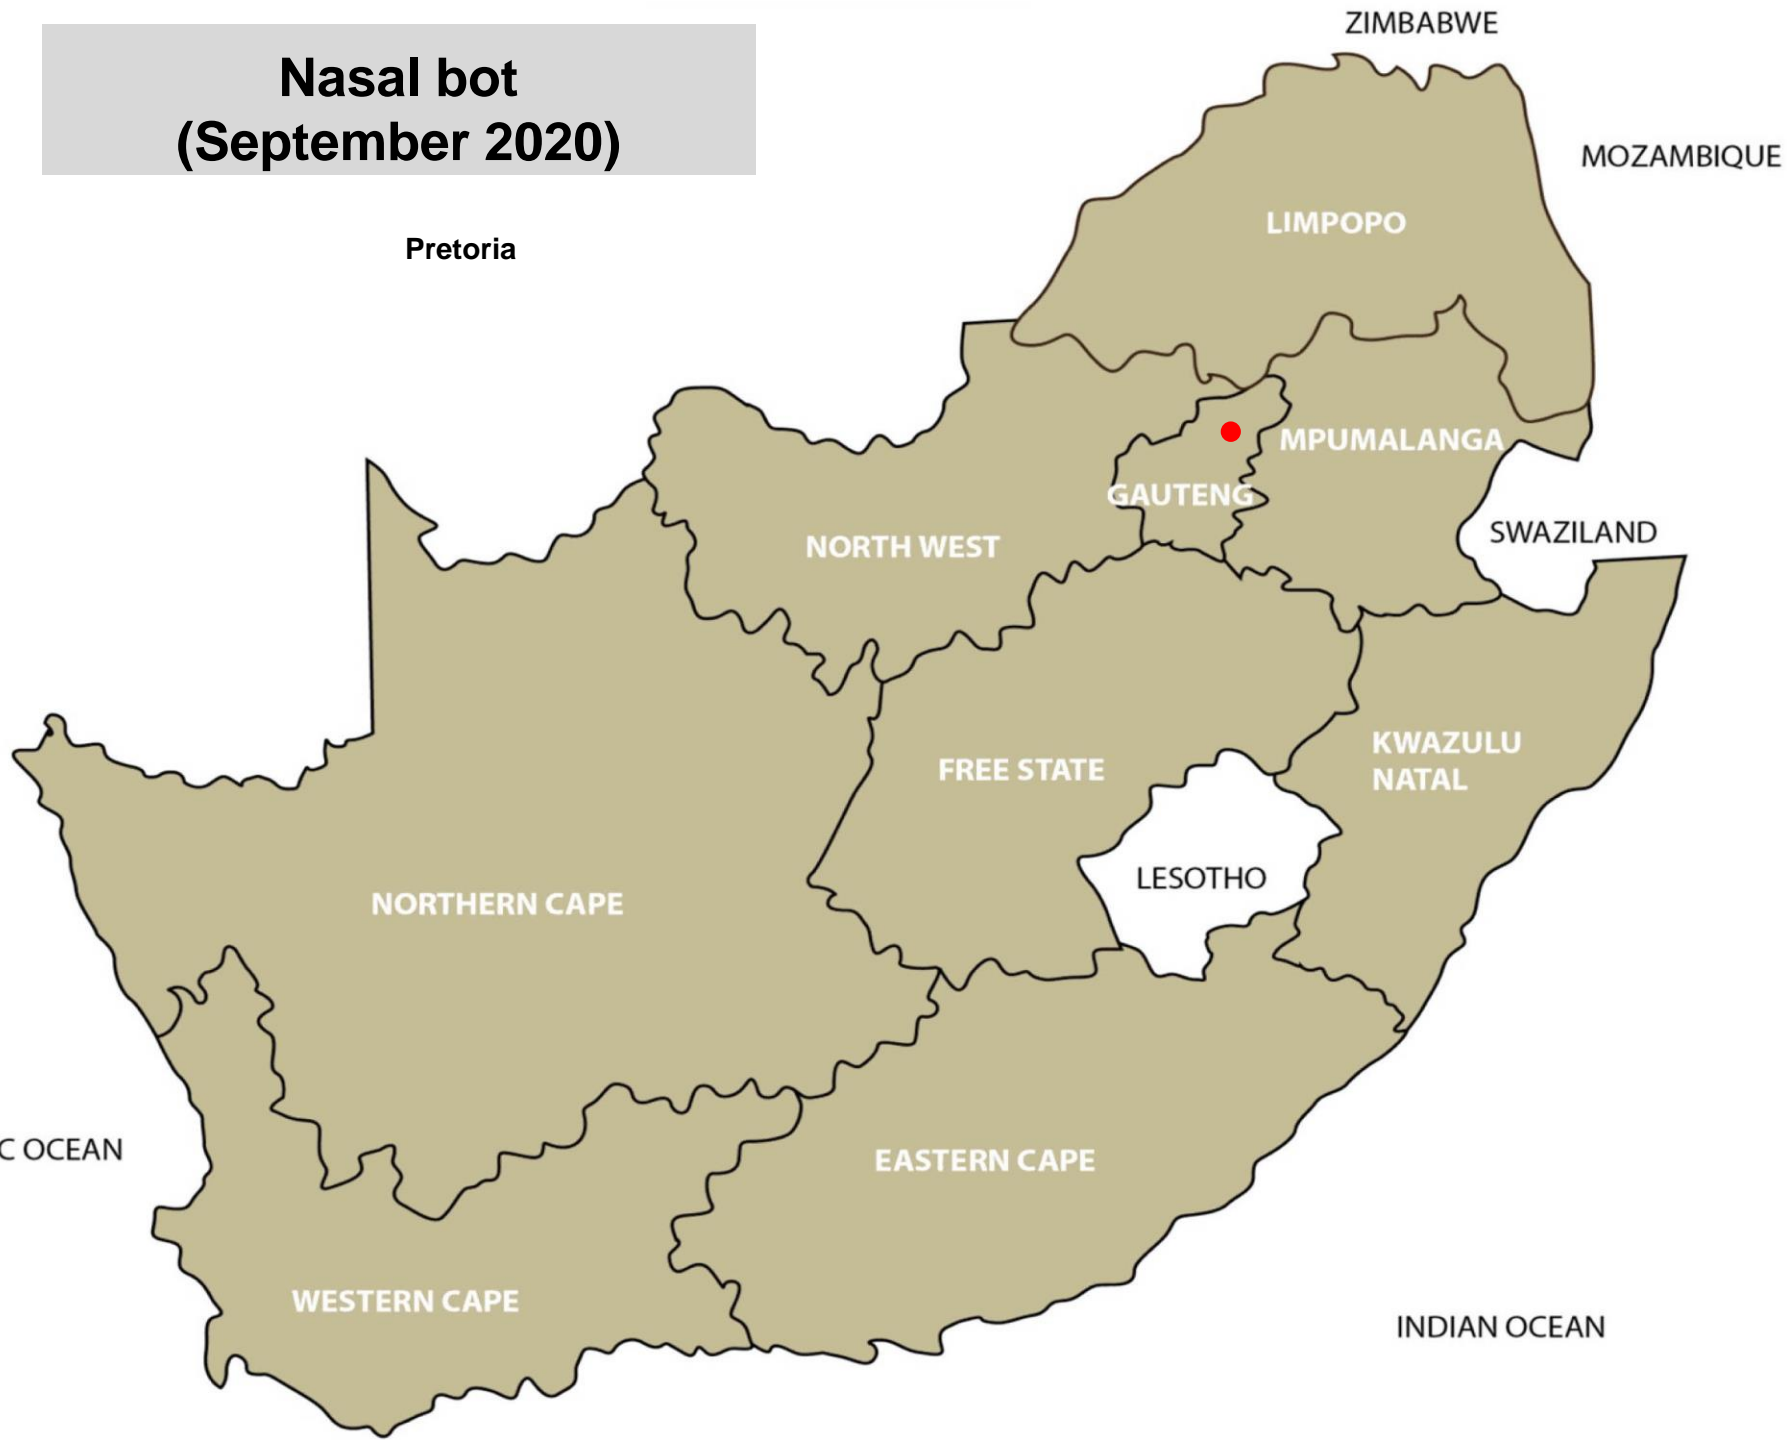 Nasal bot
(September 2020)
Pretoria
ZIMBABWE
MOZAMBIQUE
LIMPOPO
MPUMALANGA
GAUTENG
SWAZILAND
NORTH WEST
KWAZULU
NATAL
FREE STATE
LESOTHO
NORTHERN CAPE
C OCEAN
EASTERN CAPE
WESTERN CAPE
INDIAN OCEAN